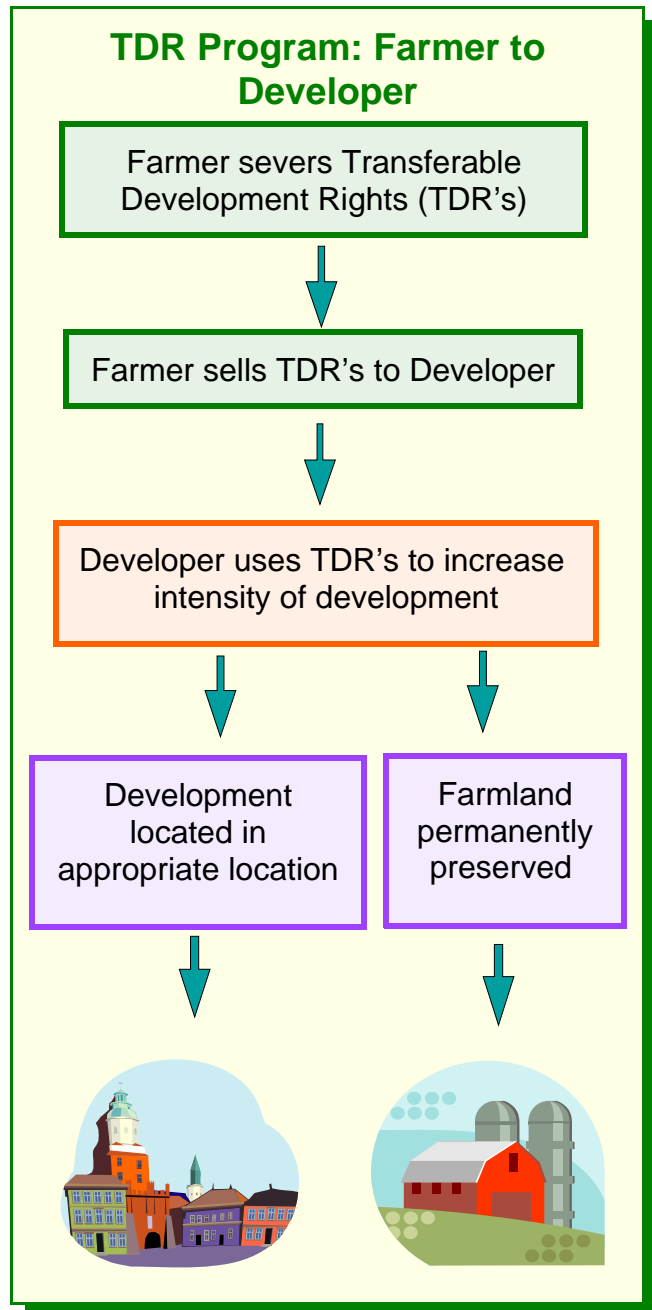 TDR Program: Farmer to
Developer
Farmer severs Transferable
Development Rights (TDR's)
Farmer sells TDR's to Developer
Developer uses TDR's to increase
intensity of development
Development
located in
appropriate location
Farmland
permanently
preserved